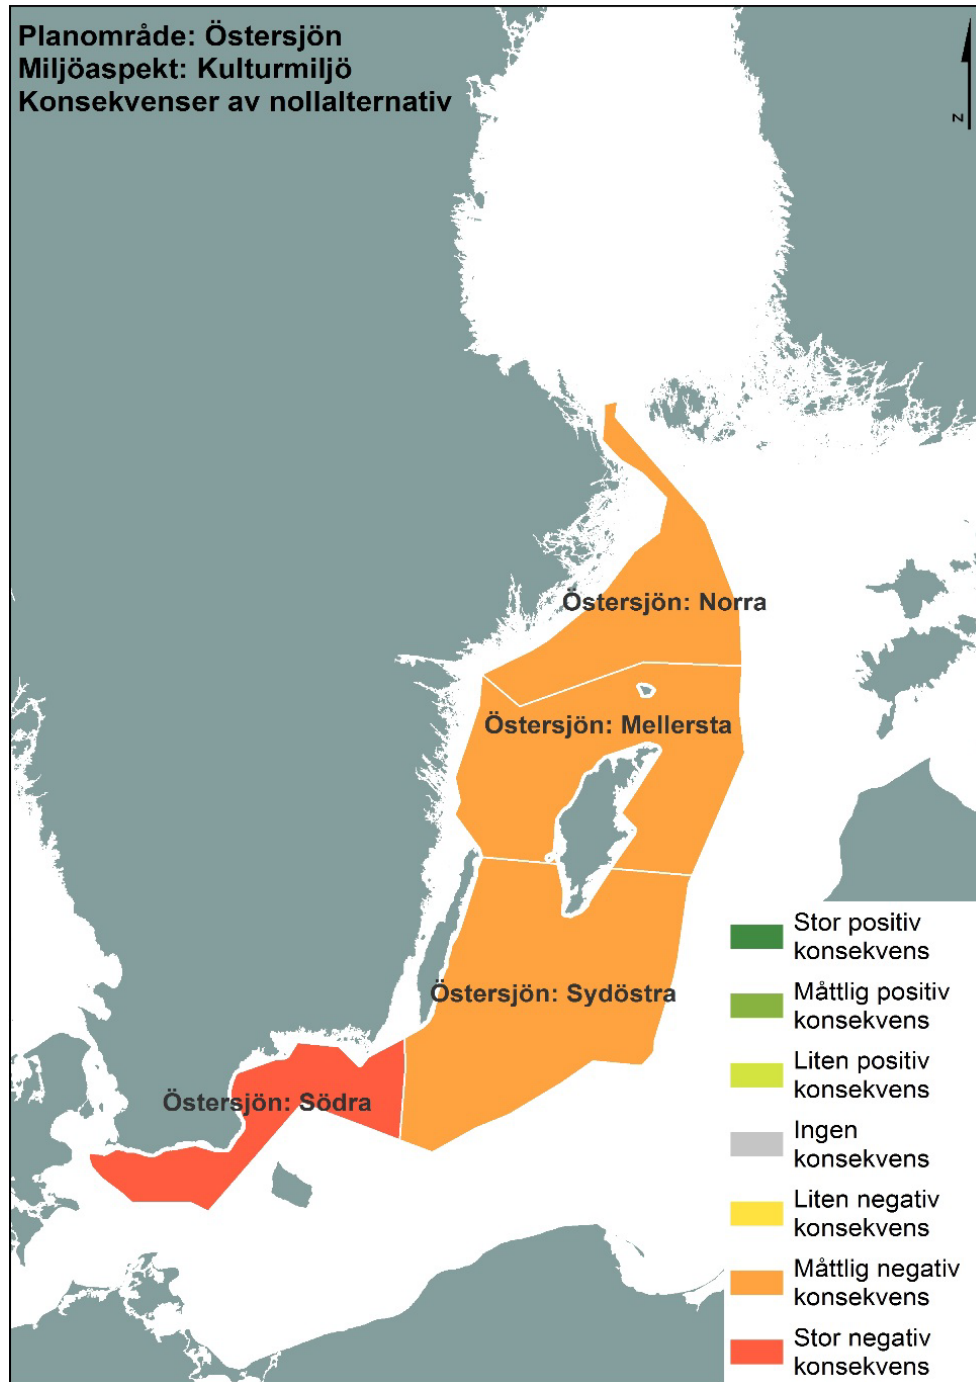 Planområde: Östersjön
Miljöaspekt: Kulturmiljö
Konsekvenser av nollalternativ
z
Östersjön: Norra
Östersjön: Mellersta
Östersjön: Sydöstra
Östersjön: Södra
Stor positiv
konsekvens
Måttlig positiv
konsekvens
Liten positiv
konsekvens
Ingen
konsekvens
Liten negativ
konsekvens
Måttlig negativ
konsekvens
Stor negativ
konsekvens